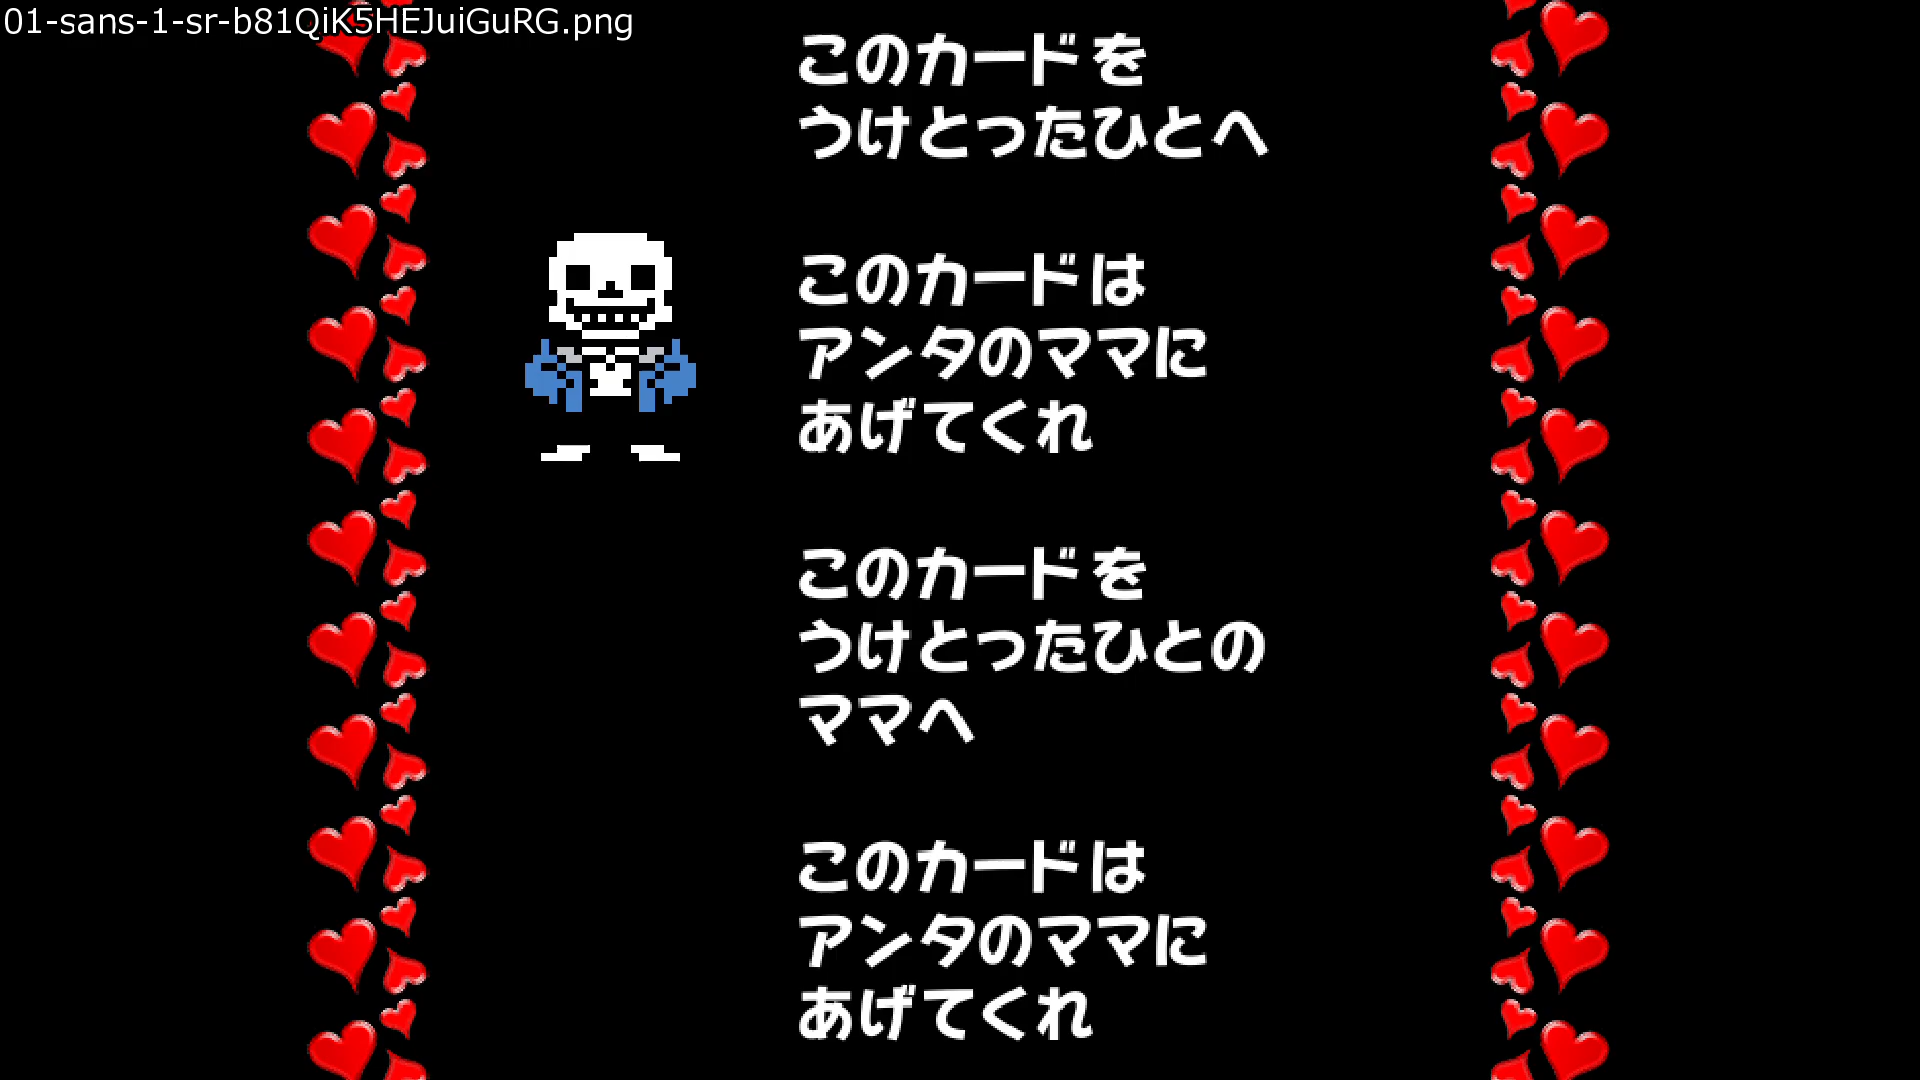 01-sans-1-sr-b81QiK5HEJuiGuRG.png
このカードを
うけとったひとへ
このカードは
アンタのママに
あげてくれ
このカードを
うけとったひとの
ママへ
このカードは
アンタのママに
あげてくれ